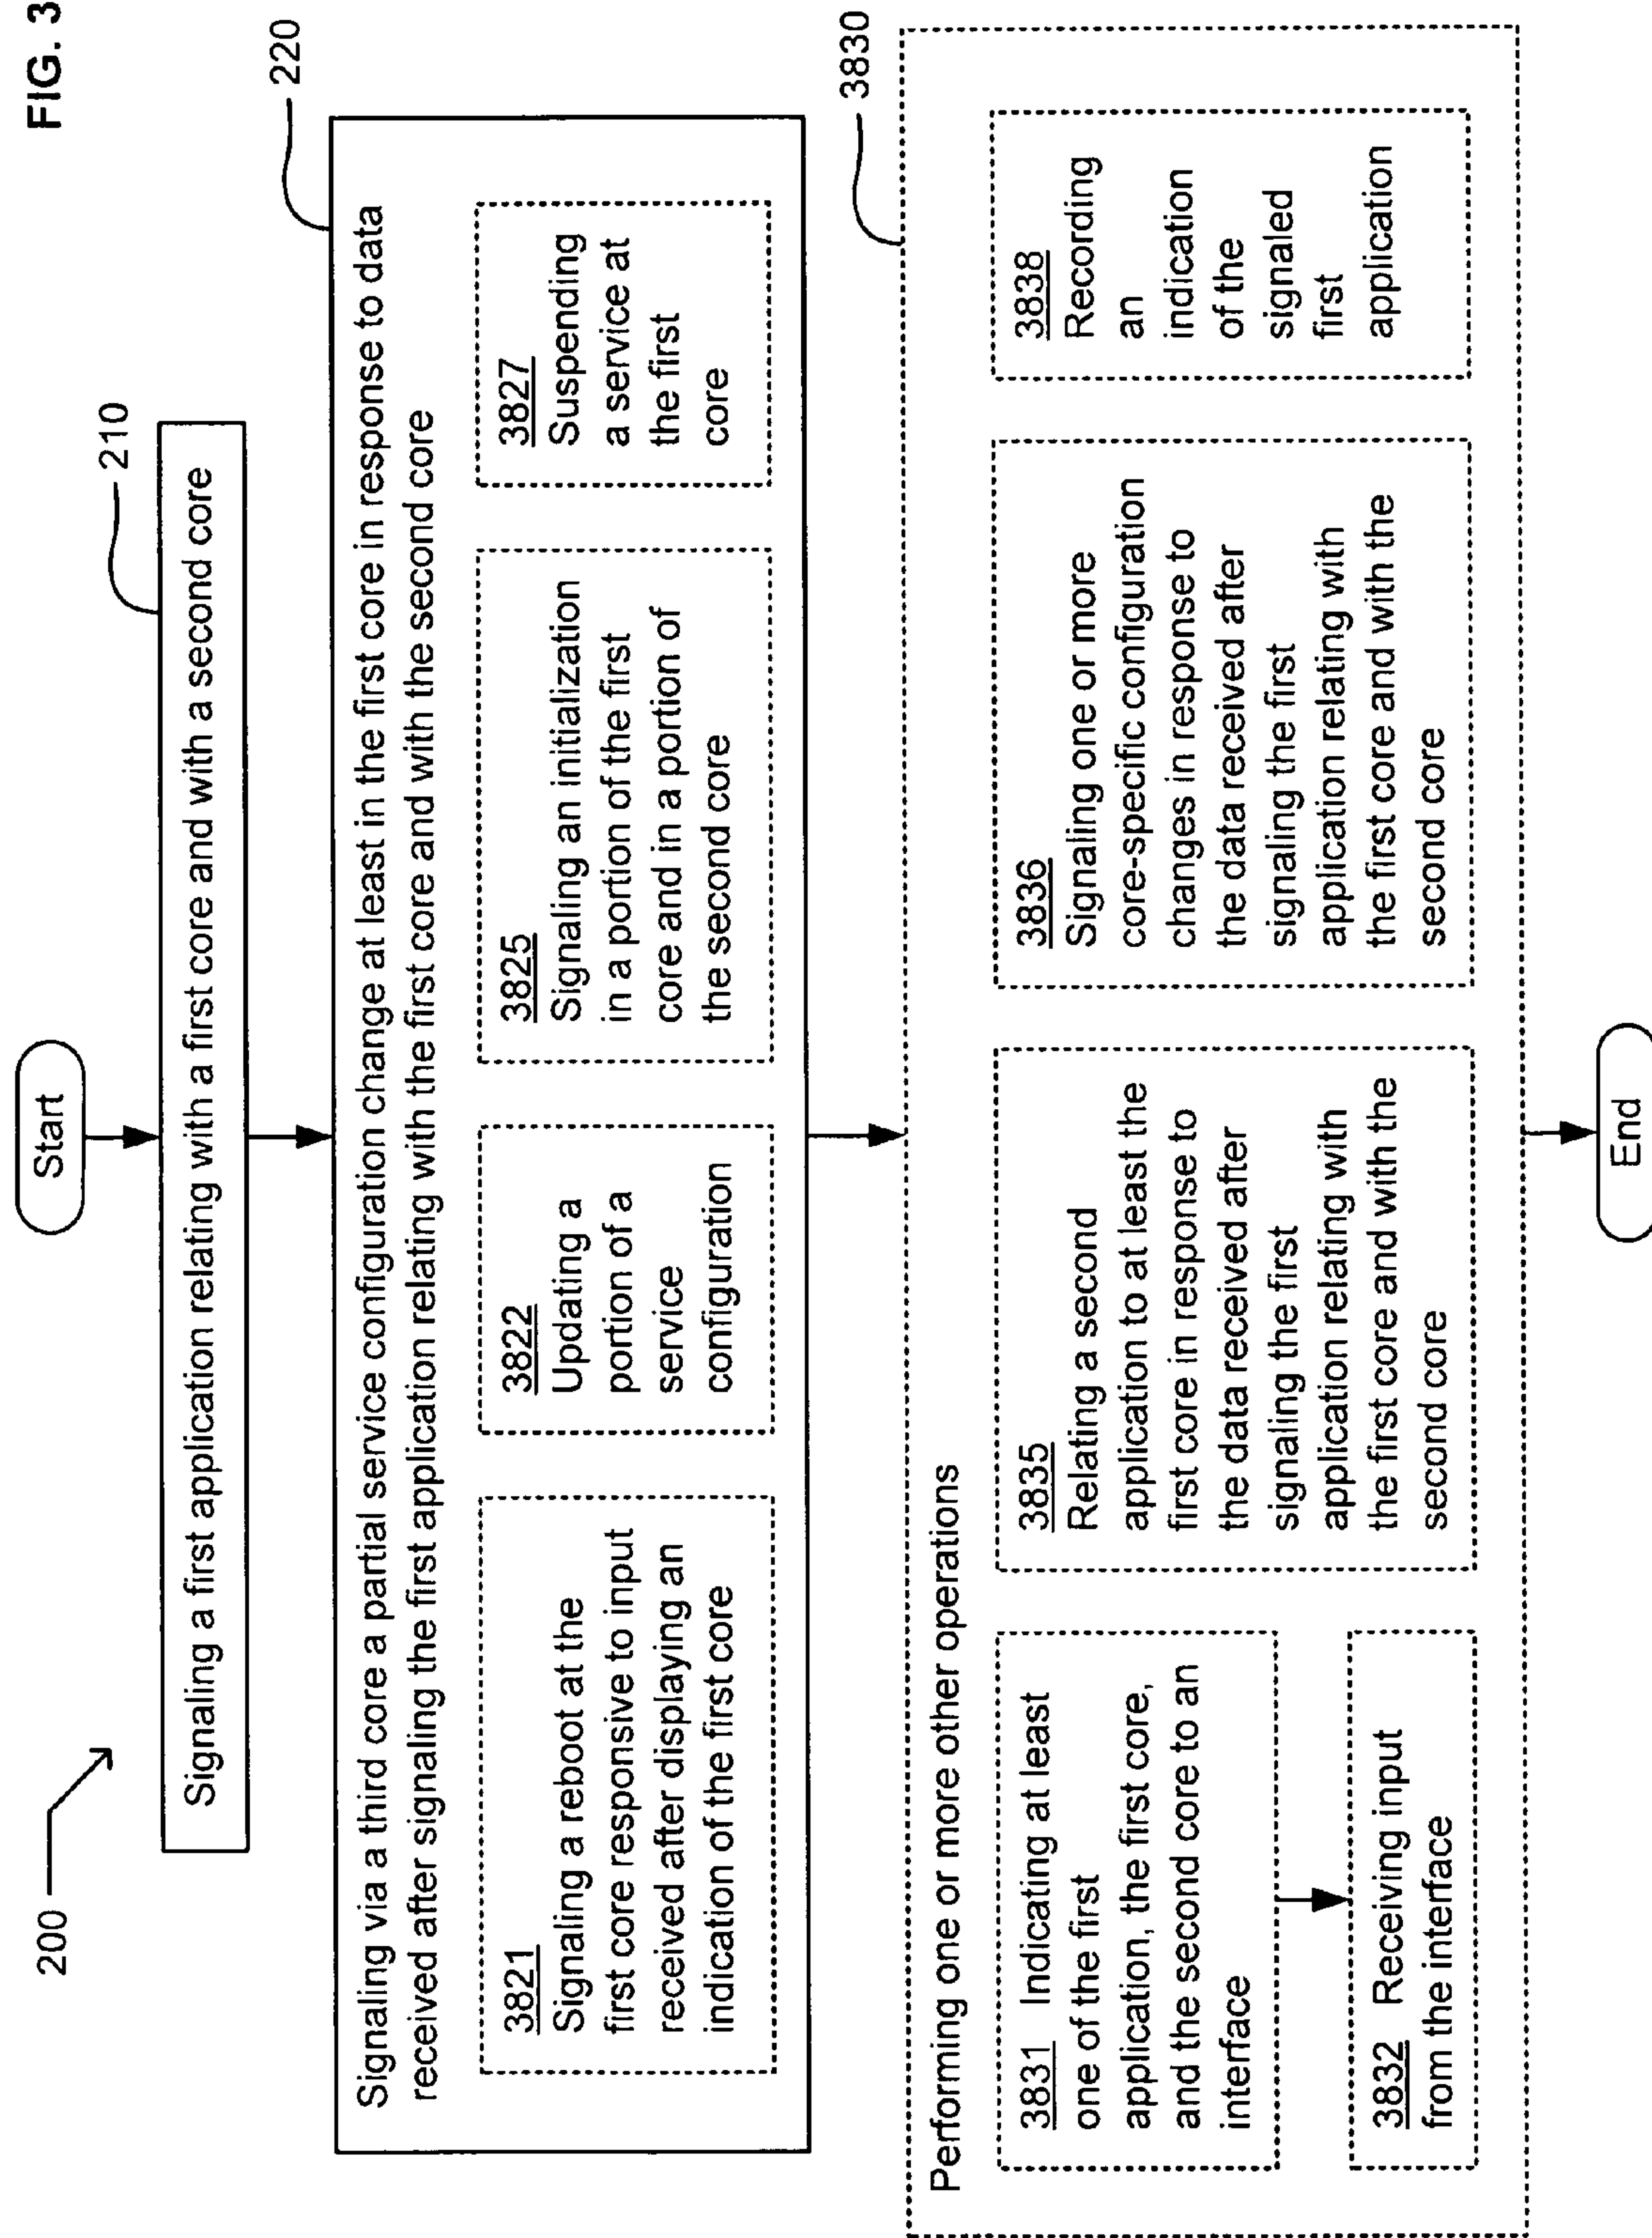 FIG. 3
200
Start
210
Signaling a first application relating with a first core and with a second core
220
Signaling via a third core a partial service configuration change at least in the first core in response to data
received after signaling the first application relating with the first core and with the second core
3821
Signaling a reboot at the
first core responsive to input
received after displaying an
indication of the first core
3822
Updating a
portion of a
service
configuration
3825
Signaling an initialization
in a portion of the first
core and in a portion of
the second core
3827
Suspending
a service at
the first
core
3830
Performing one or more other operations
3831 Indicating at least
one of the first
application, the first core,
and the second core to an
interface
3832 Receiving input
from the interface
3835
Relating a second
application to at least the
first core in response to
the data received after
signaling the first
application relating with
the first core and with the
second core
3836
Signaling one or more
core-specific configuration
changes in response to
the data received after
signaling the first
application relating with
the first core and with the
second core
3838
Recording
an
indication
of the
signaled
first
application
End